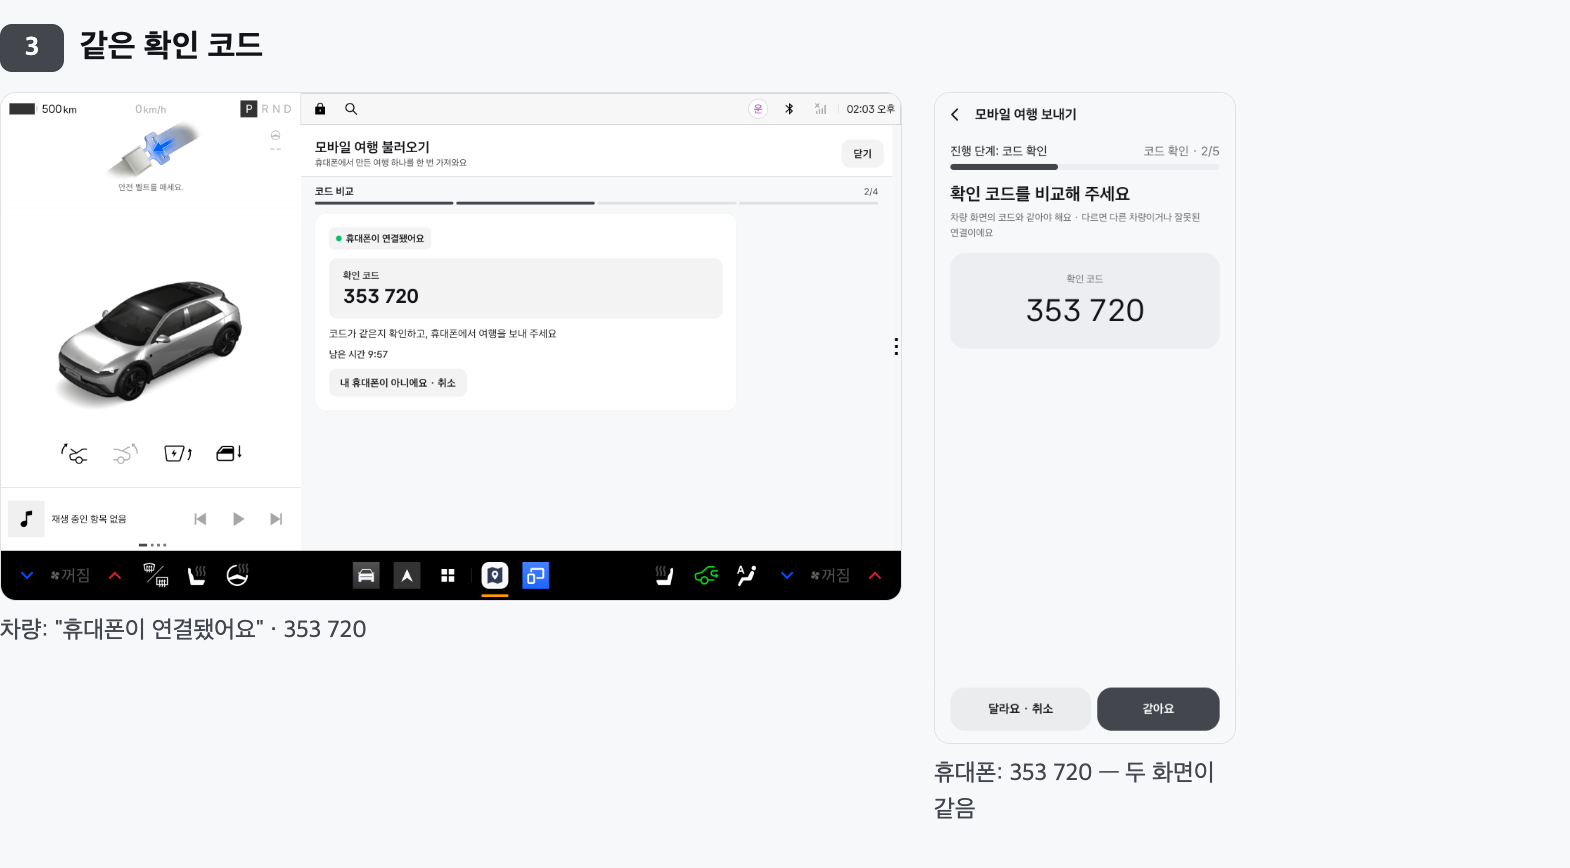 3 같은 확인 코드
500km 0km/h P R N D
운 02:03 오후
--
안전 벨트를 매세요.
모바일 여행 불러오기
휴대폰에서 만든 여행 하나를 한 번 가져와요
닫기
코드 비교 2/4
휴대폰이 연결됐어요
확인 코드
353 720
코드가 같은지 확인하고, 휴대폰에서 여행을 보내 주세요
남은 시간 9:57
내 휴대폰이 아니에요 · 취소
재생 중인 항목 없음
꺼짐 A 꺼짐
차량: "휴대폰이 연결됐어요" · 353 720
모바일 여행 보내기
진행 단계: 코드 확인 코드 확인 · 2/5
확인 코드를 비교해 주세요
차량 화면의 코드와 같아야 해요 · 다르면 다른 차량이거나 잘못된
연결이에요
확인 코드
353 720
달라요 · 취소 같아요
휴대폰: 353 720 — 두 화면이
같음